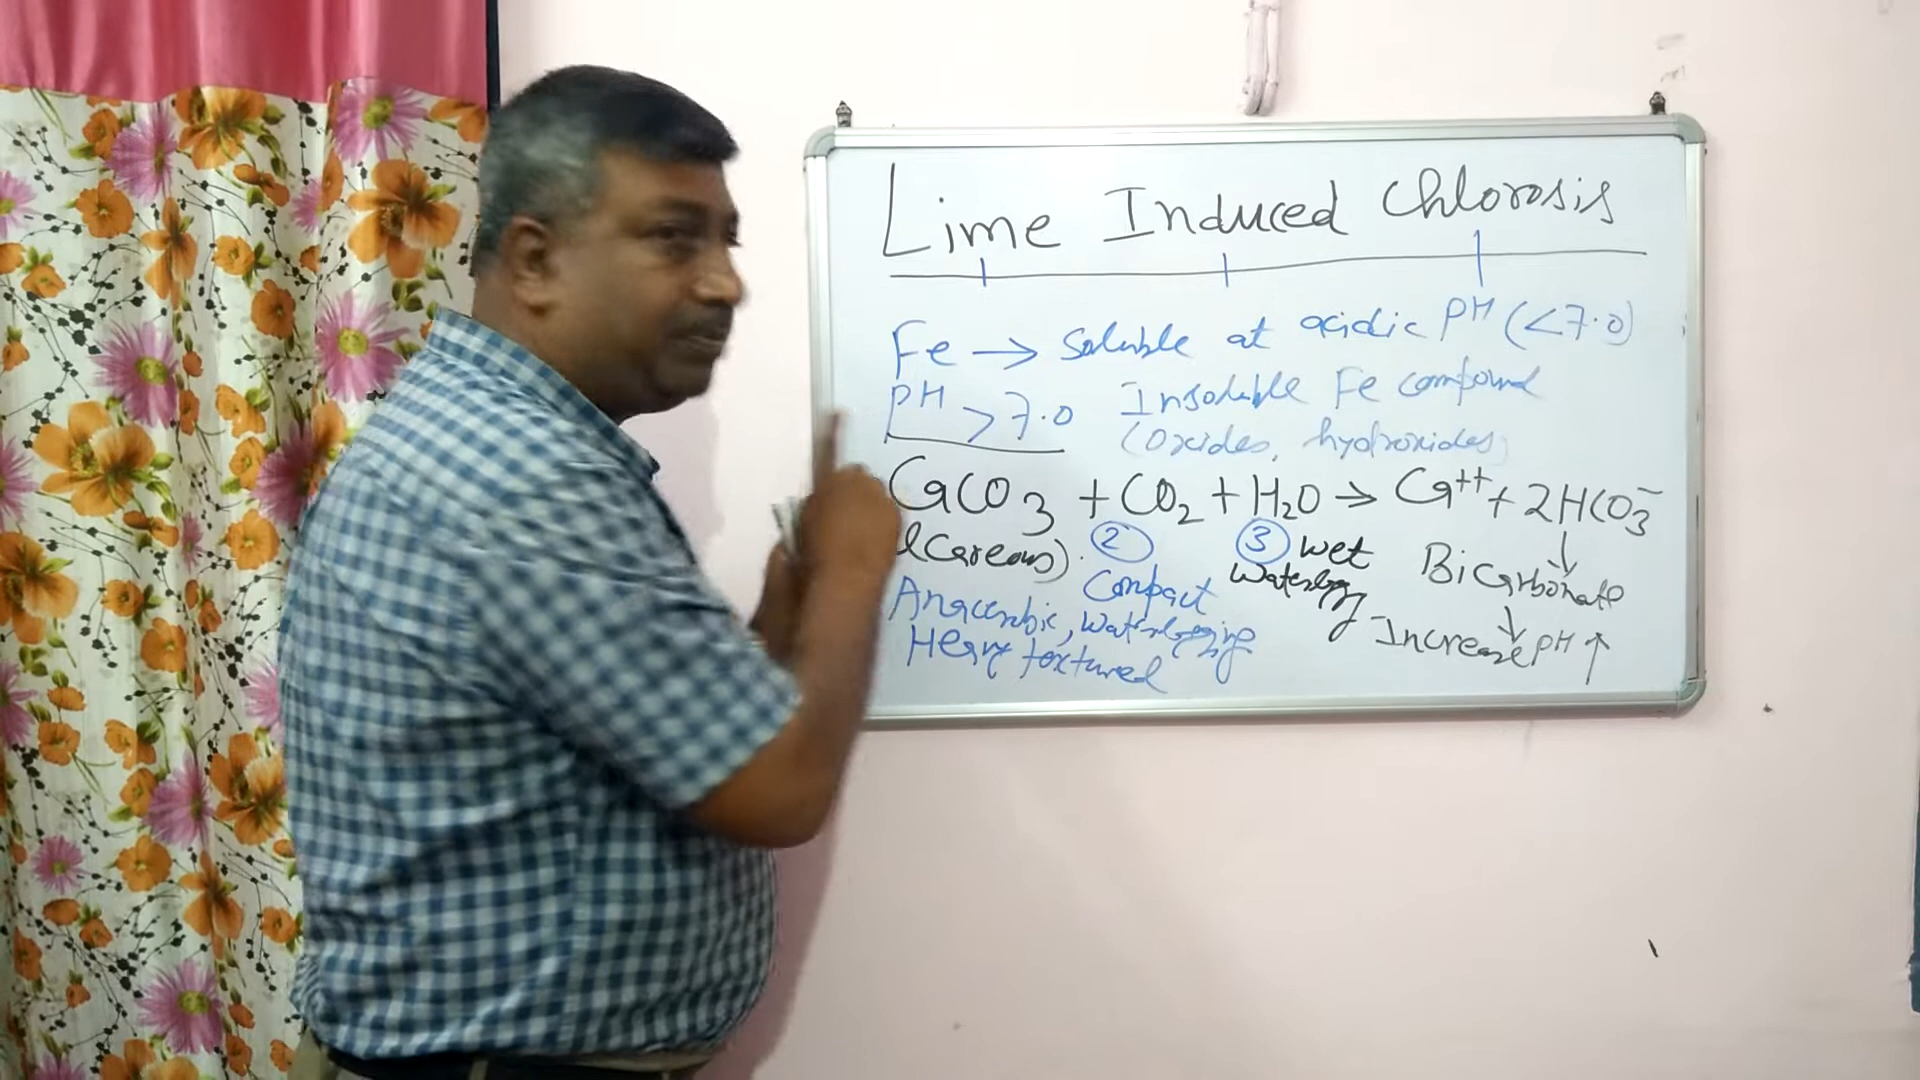 Lime Induced Chlorosis
Fe → soluble at acidic PH (<7.0)
PH >7.0 Insoluble Fe compound
(Oxides, hydroxides)
CaCO3 + CO2 + H2O → Ca++ + 2HCO3-
lcareous). ② ③ wet
Compact Bicarbonate
Anaerobic, Waterlogging
Increase PH ↑
Heavy textured